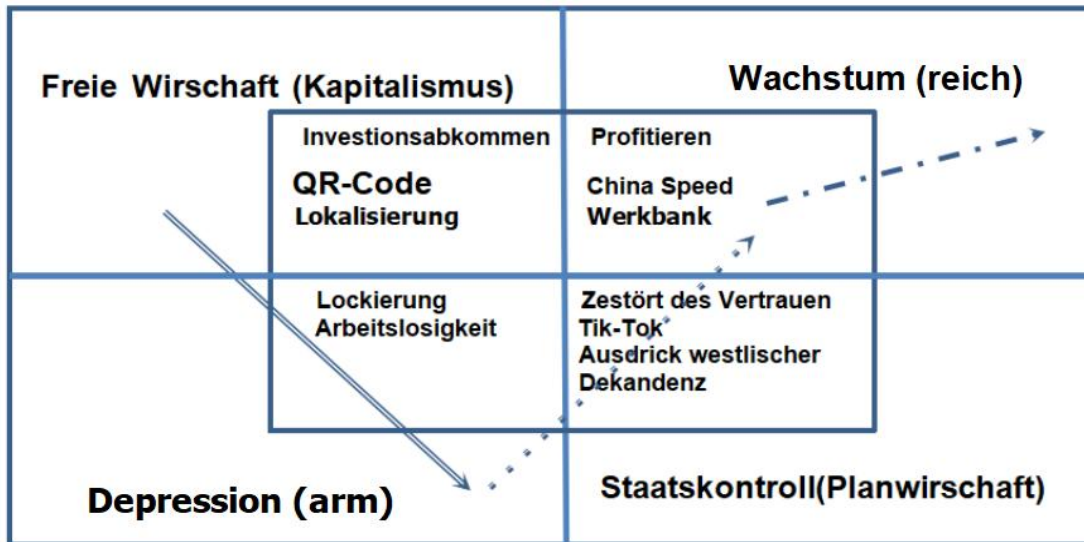 Freie Wirschaft (Kapitalismus)
Wachstum (reich)
Investionsabkommen
QR-Code
Lokalisierung
Profitieren
China Speed
Werkbank
Lockierung
Arbeitslosigkeit
Zestört des Vertrauen
Tik-Tok
Ausdrick westlischer
Dekandenz
Depression (arm)
Staatskontroll(Planwirschaft)